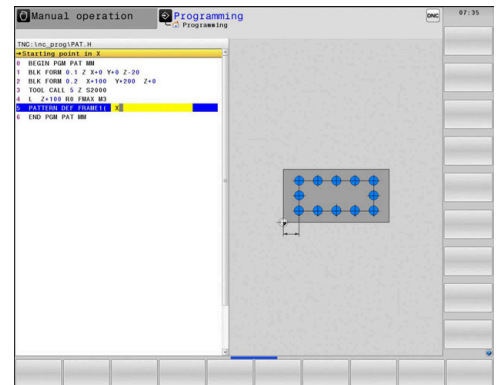 Manual operation
Programming
Programming
DNC
07:35
TNC:\nc_prog\PAT.H
→Starting point in X
0 BEGIN PGM PAT MM
1 BLK FORM 0.1 Z X+0 Y+0 Z-20
2 BLK FORM 0.2 X+100 Y+200 Z+0
3 TOOL CALL 5 Z S2000
4 L Z+100 R0 FMAX M3
5 PATTERN DEF FRAME1( X
6 END PGM PAT MM